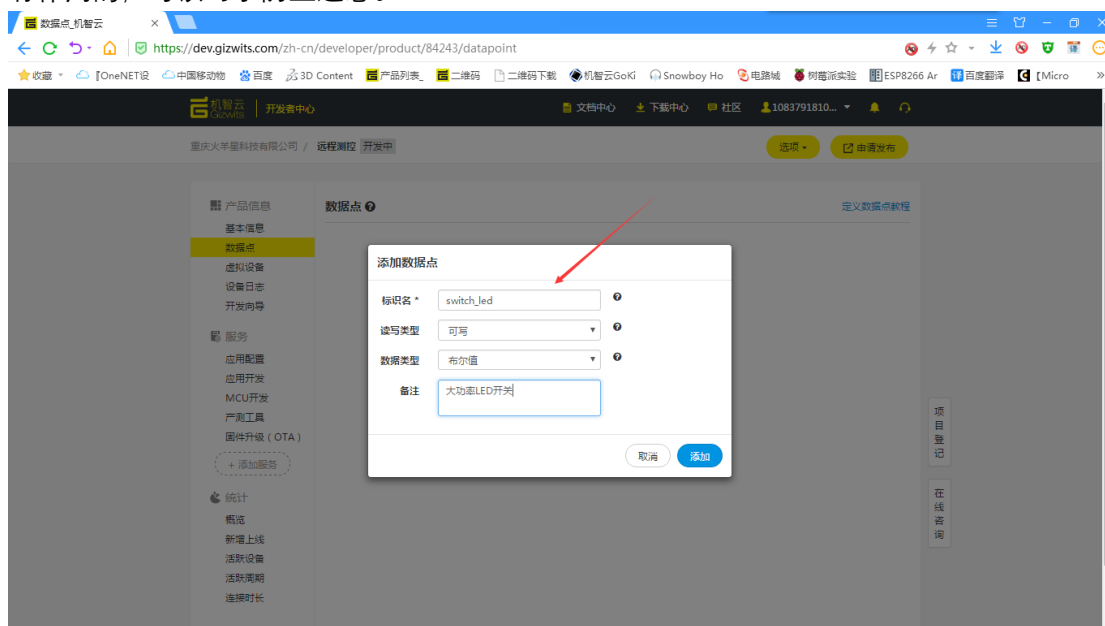 数据点_机智云
https://dev.gizwits.com/zh-cn/developer/product/84243/datapoint
收藏 【OneNET设 中国移动物 百度 3D Content 产品列表_ 二维码 二维码下载 机智云GoKi Snowboy Ho 电路城 树莓派实验 ESP8266 Ar 百度翻译 【Micro »
机智云 Gizwits 开发者中心 文档中心 下载中心 社区 1083791810...
重庆火羊星科技有限公司 / 远程测控 开发中 选项 申请发布
产品信息
基本信息
数据点
虚拟设备
设备日志
开发向导
服务
应用配置
应用开发
MCU开发
产测工具
固件升级(OTA)
+ 添加服务
统计
概览
新增上线
活跃设备
活跃周期
连接时长
数据点 定义数据点教程
添加数据点
标识名 * switch_led
读写类型 可写
数据类型 布尔值
备注 大功率LED开关
取消 添加
项目登记
在线咨询